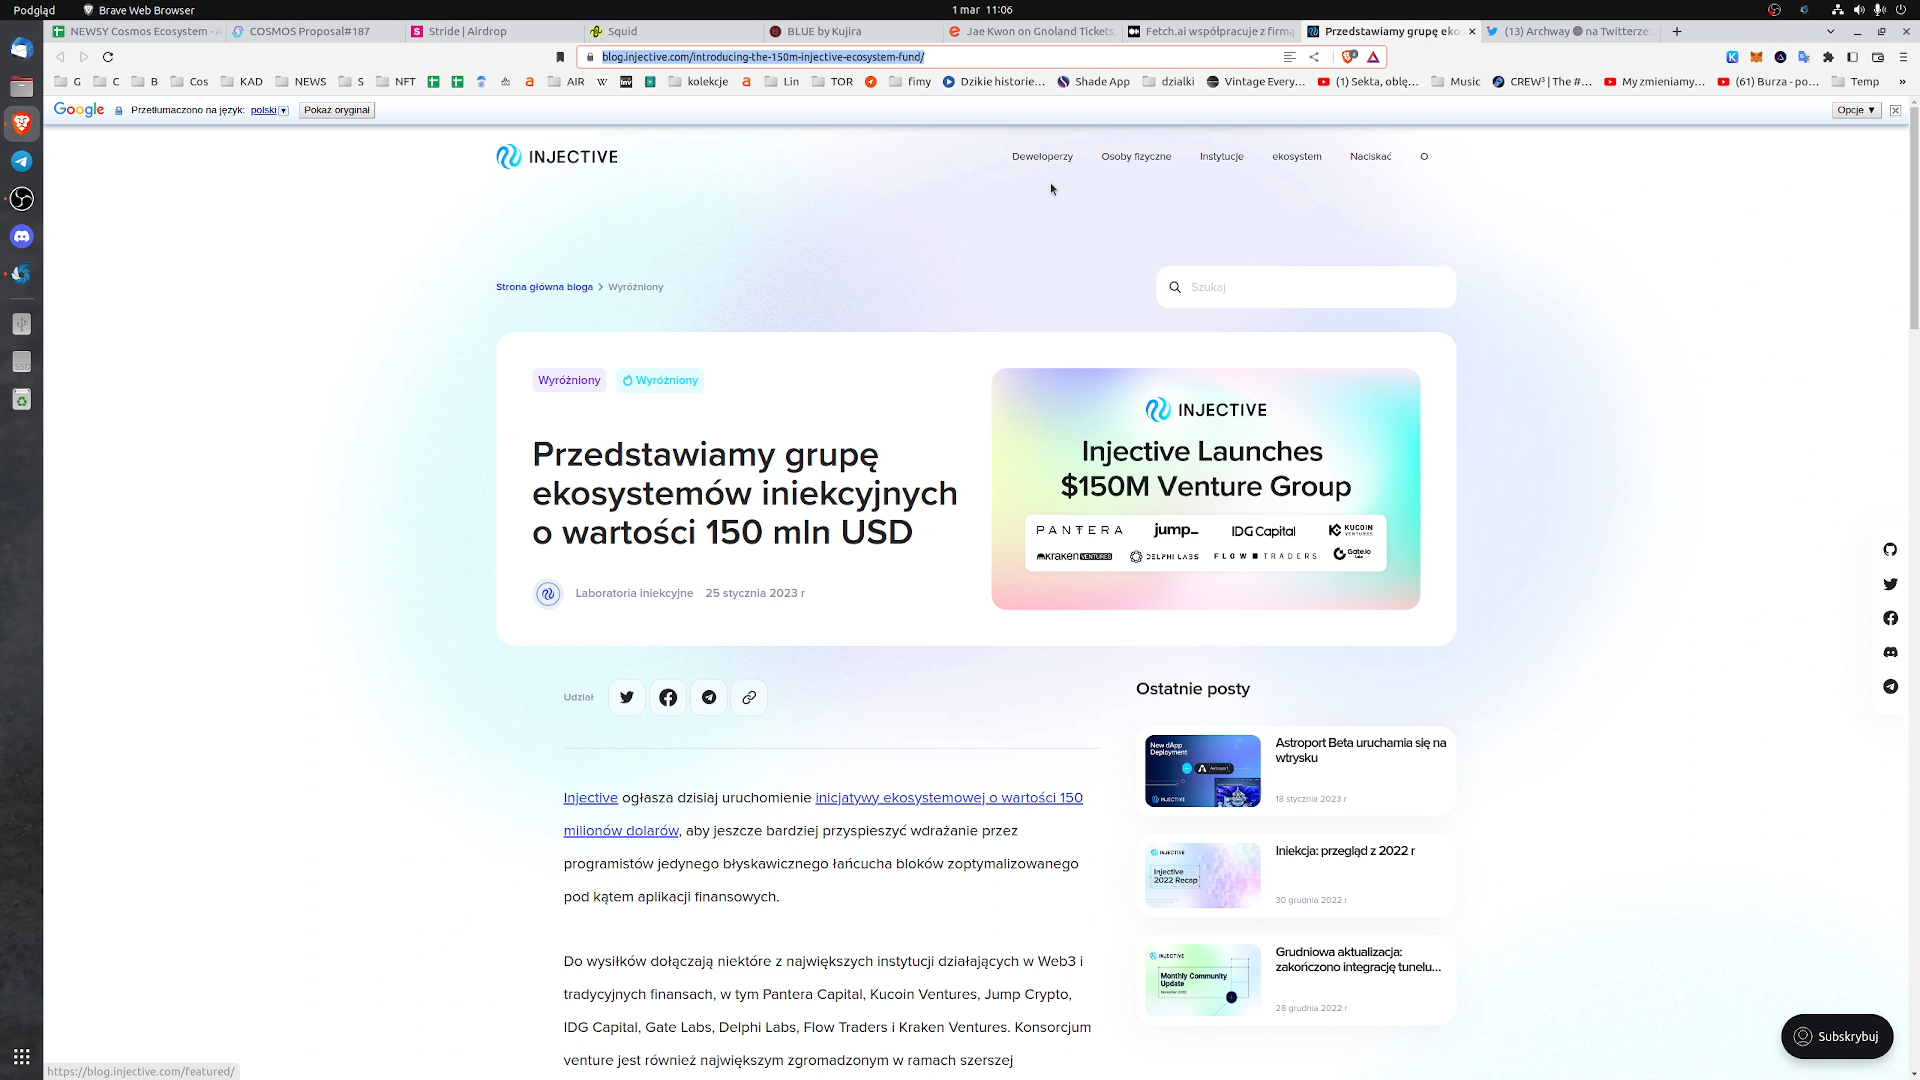 Podgląd
Brave Web Browser
1 mar 11:06
NEWSY Cosmos Ecosystem - A
COSMOS Proposal#187
Stride | Airdrop
Squid
BLUE by Kujira
Jae Kwon on Gnoland Tickets,
Fetch.ai współpracuje z firmą
Przedstawiamy grupę eko
(13) Archway na Twitterze:
blog.injective.com/introducing-the-150m-injective-ecosystem-fund/
G
C
B
Cos
KAD
NEWS
S
NFT
AIR
kolekcje
Lin
TOR
fimy
Dzikie historie...
Shade App
dzialki
Vintage Every...
(1) Sekta, oblę...
Music
CREW³ | The #...
My zmieniamy...
(61) Burza - po...
Temp
Google
Przetłumaczono na język: polski
Pokaż oryginał
Opcje ▼
INJECTIVE
Deweloperzy
Osoby fizyczne
Instytucje
ekosystem
Naciskać
O
Strona główna bloga > Wyróżniony
Szukaj
Wyróżniony
Wyróżniony
Przedstawiamy grupę
ekosystemów iniekcyjnych
o wartości 150 mln USD
Laboratoria iniekcyjne 25 stycznia 2023 r
INJECTIVE
Injective Launches
$150M Venture Group
PANTERA
jump_
IDG Capital
KUCOIN VENTURES
kraken VENTURES
DELPHI LABS
FLOW TRADERS
Gate.io Labs
Udział
Injective ogłasza dzisiaj uruchomienie inicjatywy ekosystemowej o wartości 150
milionów dolarów, aby jeszcze bardziej przyspieszyć wdrażanie przez
programistów jedynego błyskawicznego łańcucha bloków zoptymalizowanego
pod kątem aplikacji finansowych.
Do wysiłków dołączają niektóre z największych instytucji działających w Web3 i
tradycyjnych finansach, w tym Pantera Capital, Kucoin Ventures, Jump Crypto,
IDG Capital, Gate Labs, Delphi Labs, Flow Traders i Kraken Ventures. Konsorcjum
venture jest również największym zgromadzonym w ramach szerszej
Ostatnie posty
New dApp
Deployment
Astroport
INJECTIVE
Astroport Beta uruchamia się na
wtrysku
18 stycznia 2023 r
INJECTIVE
Injective
2022 Recap
Iniekcja: przegląd z 2022 r
30 grudnia 2022 r
INJECTIVE
Monthly Community
Update
Grudniowa aktualizacja:
zakończono integrację tunelu...
28 grudnia 2022 r
Subskrybuj
https://blog.injective.com/featured/